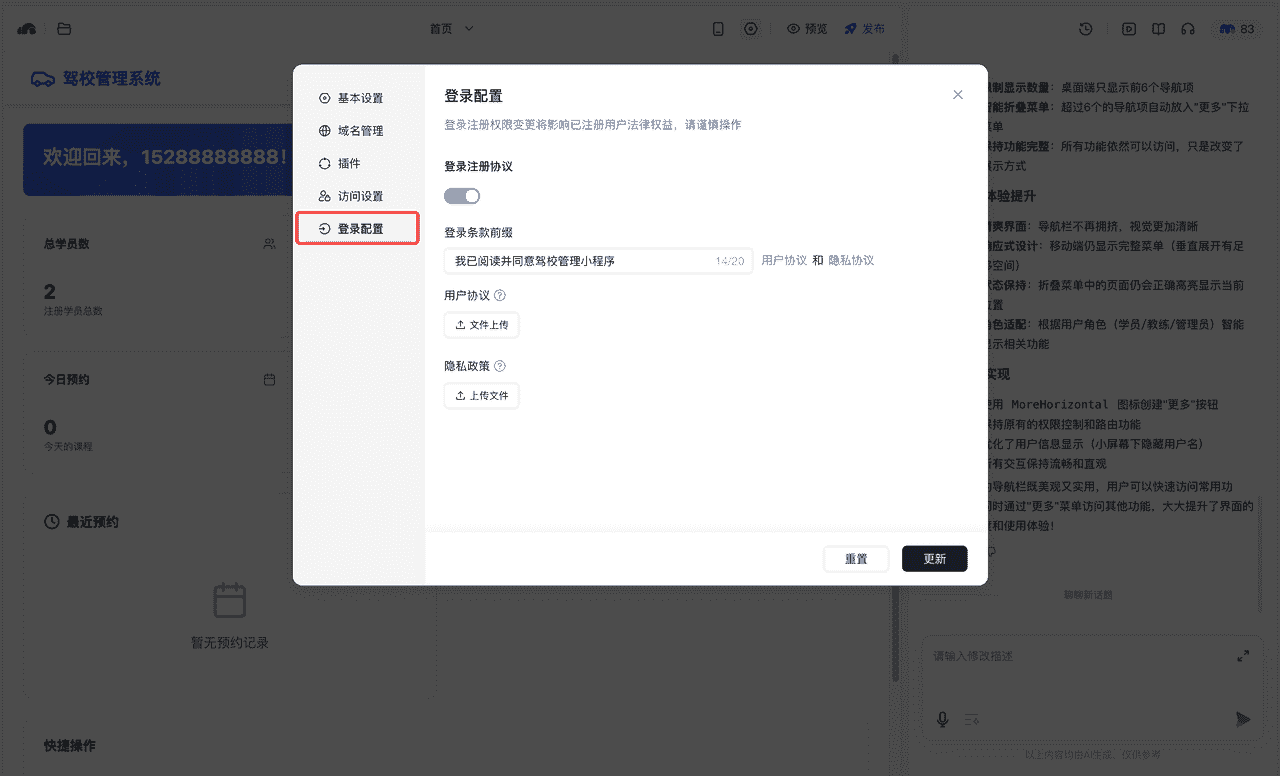 首页
预览
发布
83
驾校管理系统
欢迎回来，15288888888！
总学员数
2
注册学员总数
今日预约
0
今天的课程
最近预约
暂无预约记录
快捷操作
基本设置
域名管理
插件
访问设置
登录配置
登录配置
登录注册权限变更将影响已注册用户法律权益，请谨慎操作
登录注册协议
登录条款前缀
我已阅读并同意驾校管理小程序
14/20
用户协议 和 隐私协议
用户协议
文件上传
隐私政策
上传文件
重置
更新
限制显示数量：桌面端只显示前6个导航项
智能折叠菜单：超过6个的导航项自动放入"更多"下拉
菜单
保持功能完整：所有功能依然可以访问，只是改变了
展示方式
体验提升
清爽界面：导航栏不再拥挤，视觉更加清晰
响应式设计：移动端仍显示完整菜单（垂直展开有足
够空间）
状态保持：折叠菜单中的页面仍会正确高亮显示当前
位置
角色适配：根据用户角色（学员/教练/管理员）智能
显示相关功能
实现
使用 MoreHorizontal 图标创建"更多"按钮
保持原有的权限控制和路由功能
优化了用户信息显示（小屏幕下隐藏用户名）
所有交互保持流畅和直观
的导航栏既美观又实用，用户可以快速访问常用功
同时通过"更多"菜单访问其他功能，大大提升了界面的
度和使用体验！
聊聊新话题
请输入修改描述
以上内容均由AI生成，仅供参考